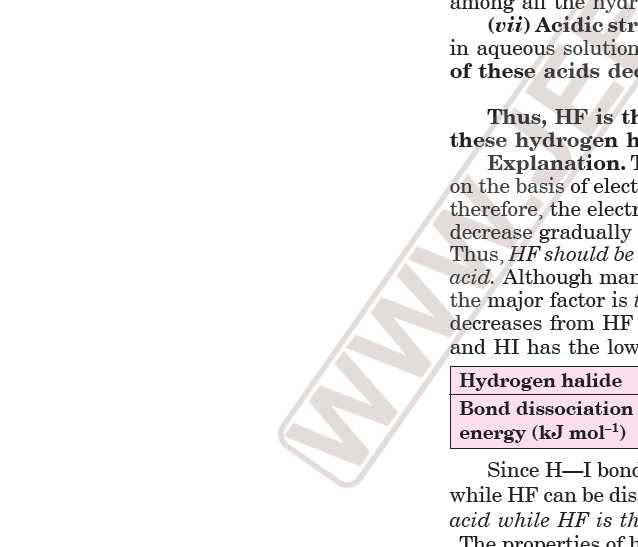 among all the hydr
(vii) Acidic str
in aqueous solution
of these acids dec
Thus, HF is th
these hydrogen h
Explanation. T
on the basis of elect
therefore, the electr
decrease gradually
Thus, HF should be
acid. Although man
the major factor is t
decreases from HF
and HI has the low
Hydrogen halide
Bond dissociation
energy (kJ mol–1)
Since H—I bond
while HF can be dis
acid while HF is th
The properties of h
WWW.JEE